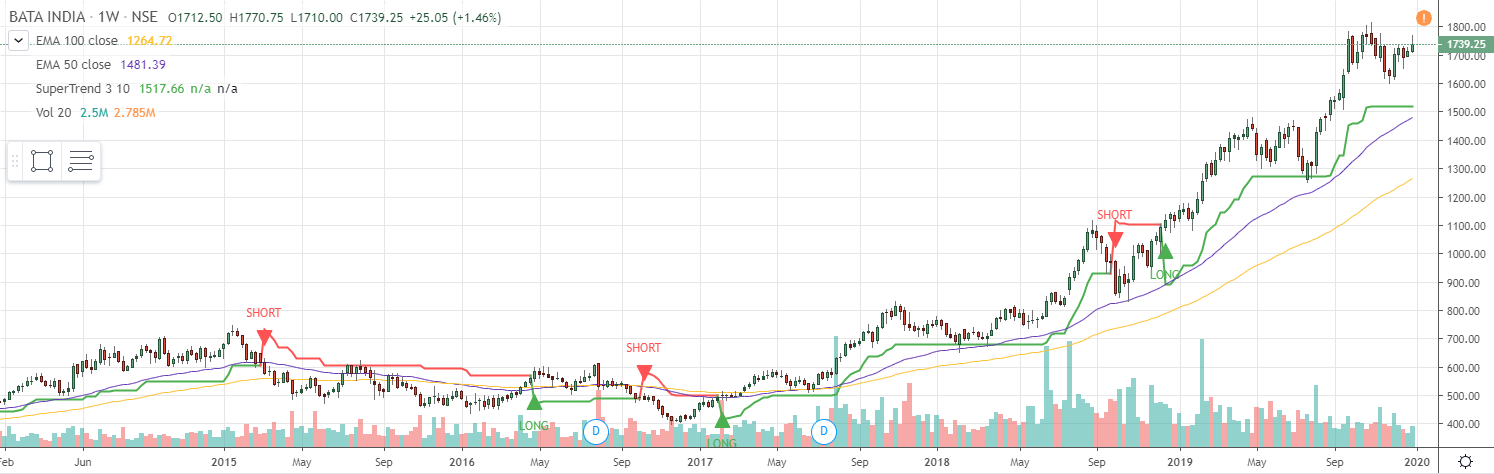 BATA INDIA · 1W · NSE O1712.50 H1770.75 L1710.00 C1739.25 +25.05 (+1.46%)
EMA 100 close 1264.72
EMA 50 close 1481.39
SuperTrend 3 10 1517.66 n/a n/a
Vol 20 2.5M 2.785M
!
1800.00
1739.25
1700.00
1600.00
1500.00
1400.00
1300.00
1200.00
SHORT
1100.00
1000.00
LONG
900.00
800.00
SHORT
700.00
SHORT
600.00
500.00
LONG
400.00
D
D
LONG
Feb Jun 2015 May Sep 2016 May Sep 2017 May Sep 2018 May Sep 2019 May Sep 2020